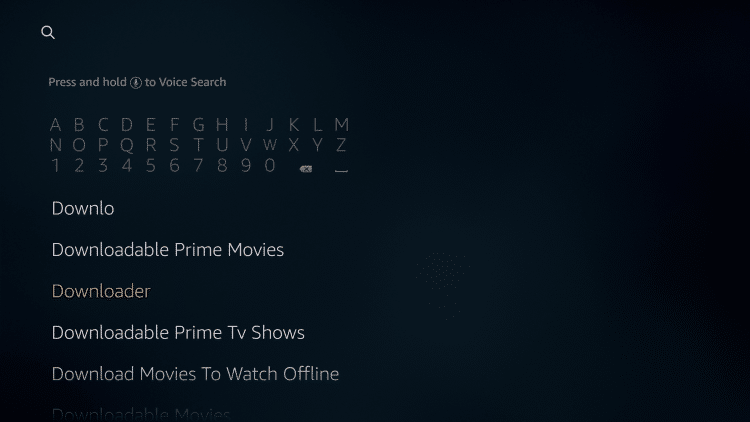 Press and hold to Voice Search
A B C D E F G H I J K L M
N O P Q R S T U V W X Y Z
1 2 3 4 5 6 7 8 9 0
Downlo
Downloadable Prime Movies
Downloader
Downloadable Prime Tv Shows
Download Movies To Watch Offline
Downloadable Movies